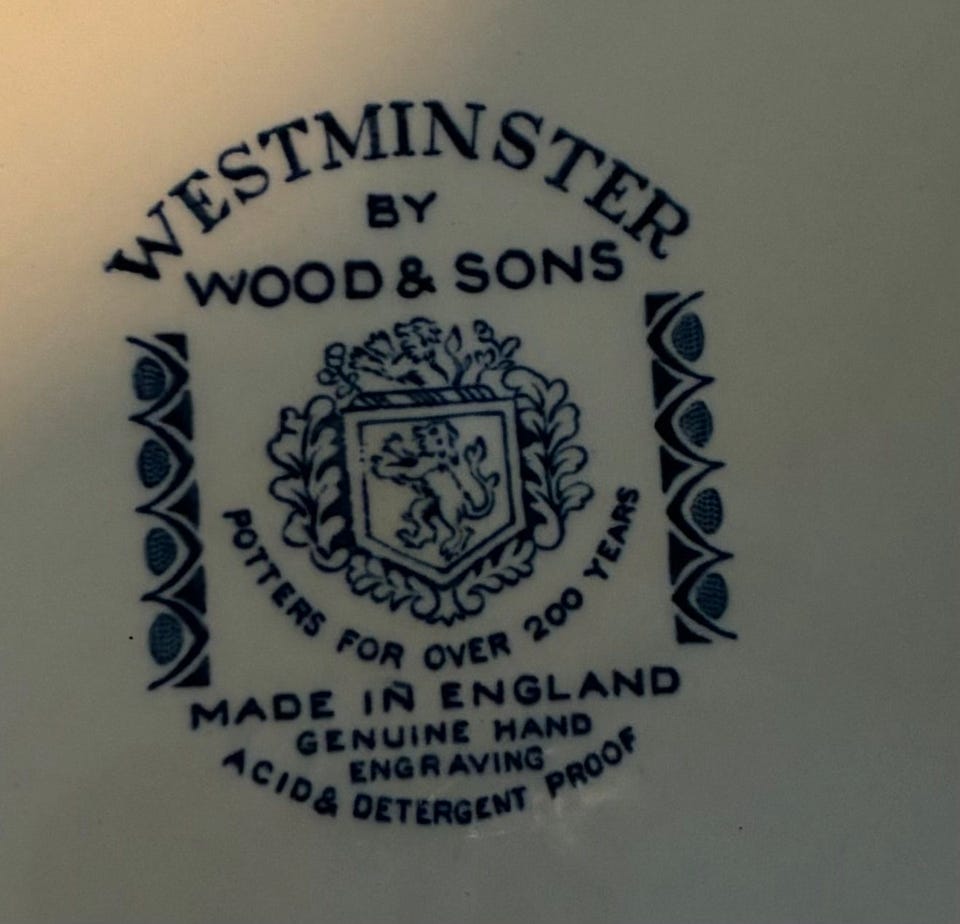 WESTMINSTER
BY
WOOD & SONS
POTTERS FOR OVER 200 YEARS
MADE IN ENGLAND
GENUINE HAND
ENGRAVING
ACID & DETERGENT PROOF